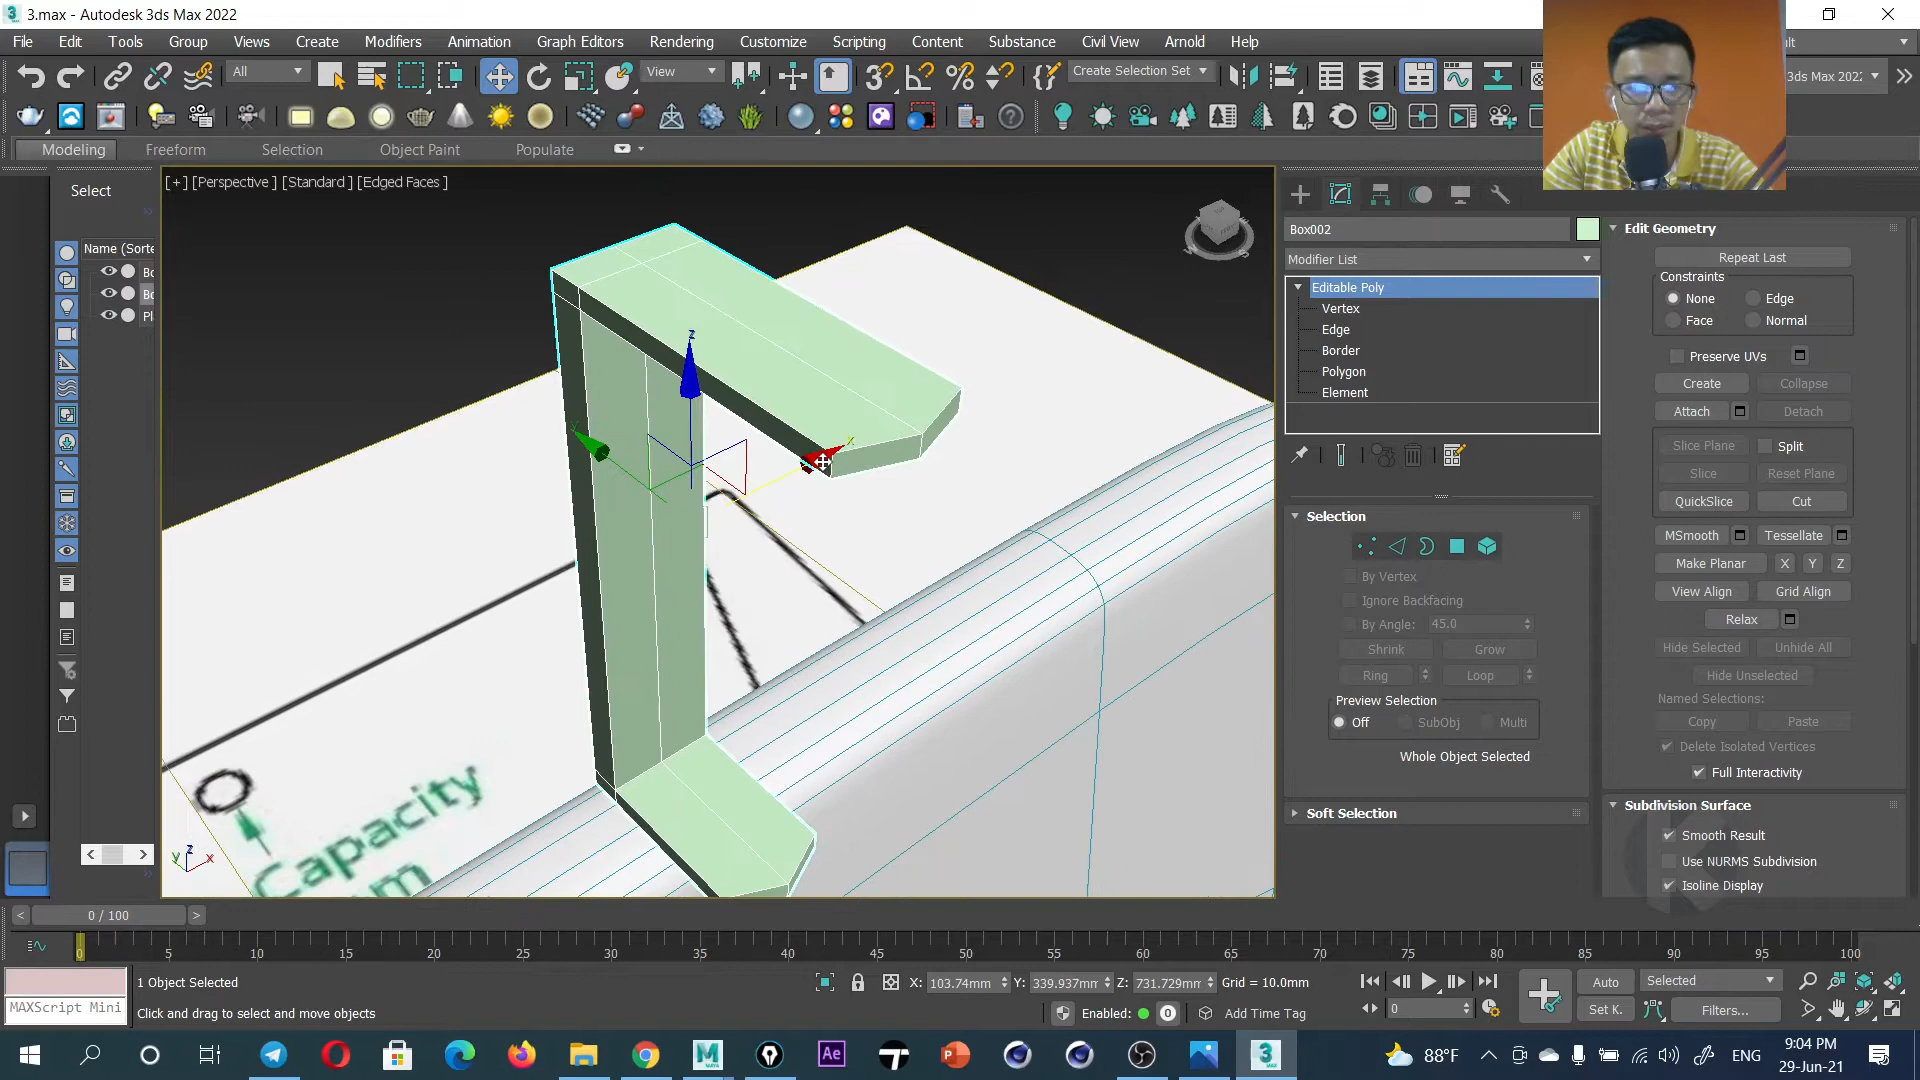 3.max - Autodesk 3ds Max 2022
File Edit Tools Group Views Create Modifiers Animation Graph Editors Rendering Customize Scripting Content Substance Civil View Arnold Help
All View Create Selection Set 3ds Max 202
Modeling Freeform Selection Object Paint Populate
Select
Name (Sorte
Bo
Bo
Pl
[+] [Perspective ] [Standard ] [Edged Faces ]
z
x
Capacity
y z x
Box002
Modifier List
Editable Poly
Vertex
Edge
Border
Polygon
Element
Selection
By Vertex
Ignore Backfacing
By Angle: 45.0
Shrink Grow
Ring Loop
Preview Selection
Off SubObj Multi
Whole Object Selected
Soft Selection
Edit Geometry
Repeat Last
Constraints
None Edge
Face Normal
Preserve UVs
Create Collapse
Attach Detach
Slice Plane Split
Slice Reset Plane
QuickSlice Cut
MSmooth Tessellate
Make Planar X Y Z
View Align Grid Align
Relax
Hide Selected Unhide All
Hide Unselected
Named Selections:
Copy Paste
Delete Isolated Vertices
Full Interactivity
Subdivision Surface
Smooth Result
Use NURMS Subdivision
Isoline Display
< 0 / 100 >
0 5 10 15 20 25 30 35 40 45 50 55 60 65 70 75 80 85 90 95 100
1 Object Selected X: 103.74mm Y: 339.937mm Z: 731.729mm Grid = 10.0mm Auto Selected
MAXScript Mini Click and drag to select and move objects Enabled: 0 Add Time Tag 0 Set K. Filters...
88°F ENG 9:04 PM
29-Jun-21